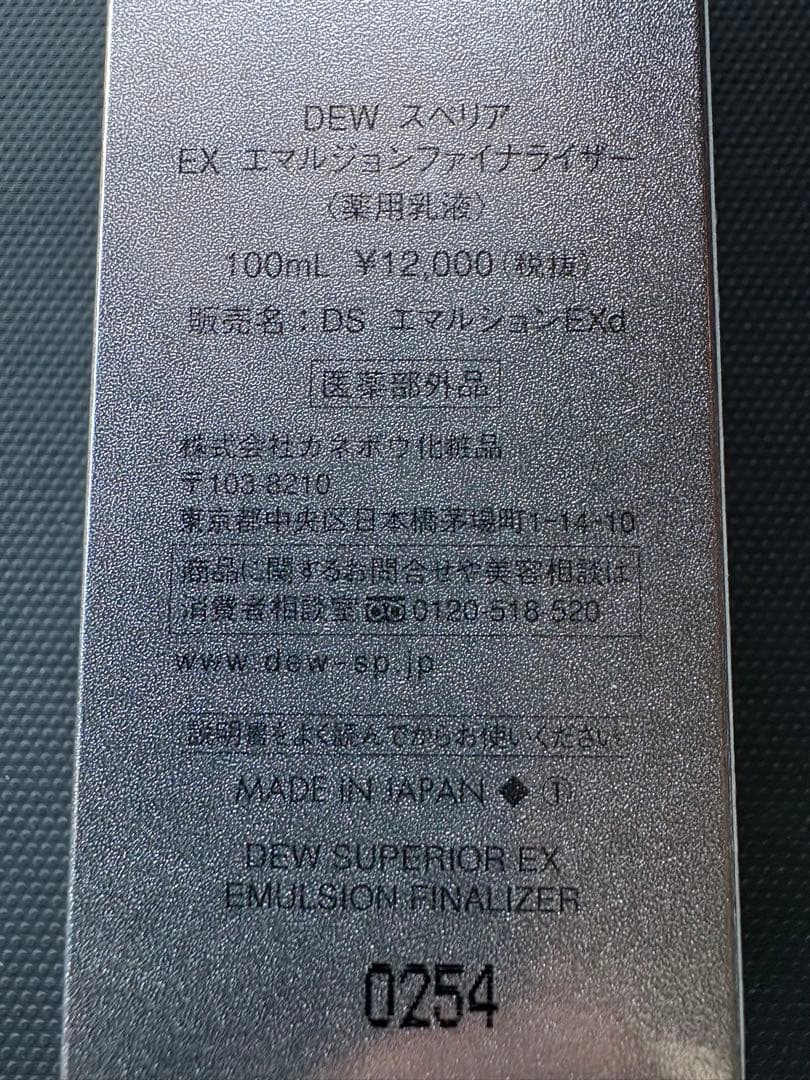 DEW スペリア
EX エマルジョンファイナライザー
(薬用乳液)
100mL ¥12,000(税抜)
販売名:DS エマルションEXd
医薬部外品
株式会社カネボウ化粧品
〒103-8210
東京都中央区日本橋茅場町1-14-10
商品に関するお問合せや美容相談は
消費者相談室 0120-518-520
www.dew-sp.jp
説明書をよく読んでからお使いください。
MADE IN JAPAN ◆ ①
DEW SUPERIOR EX
EMULSION FINALIZER
0254